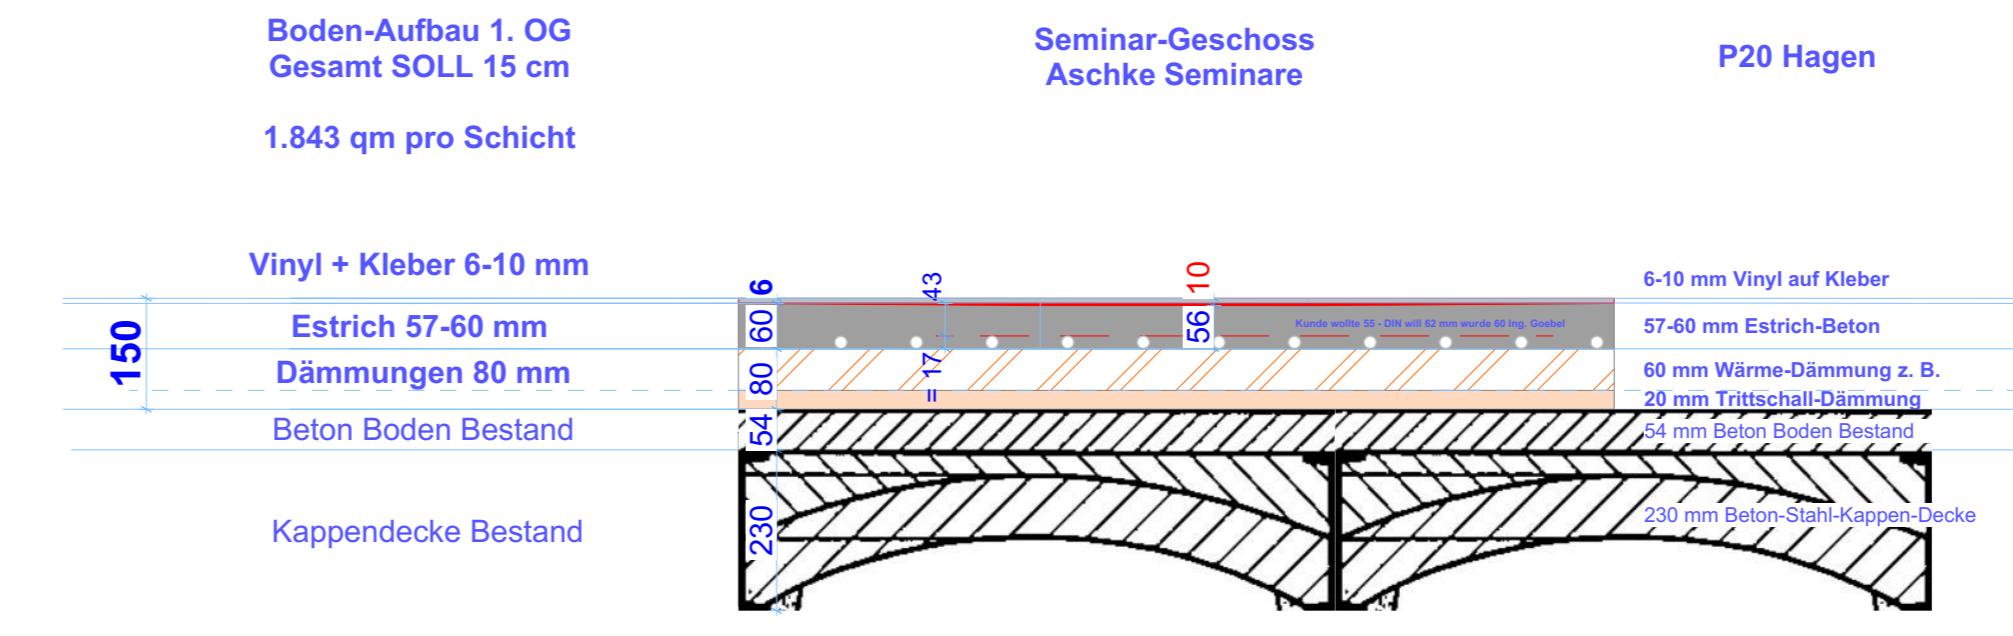 Boden-Aufbau 1. OG
Gesamt SOLL 15 cm
1.843 qm pro Schicht
Seminar-Geschoss
Aschke Seminare
P20 Hagen
Vinyl + Kleber 6-10 mm
Estrich 57-60 mm
Dämmungen 80 mm
Beton Boden Bestand
Kappendecke Bestand
150
6
60
80
54
230
43
= 17
10
56
Kunde wollte 55 - DIN will 62 mm wurde 60 Ing. Goebel
6-10 mm Vinyl auf Kleber
57-60 mm Estrich-Beton
60 mm Wärme-Dämmung z. B.
20 mm Trittschall-Dämmung
54 mm Beton Boden Bestand
230 mm Beton-Stahl-Kappen-Decke